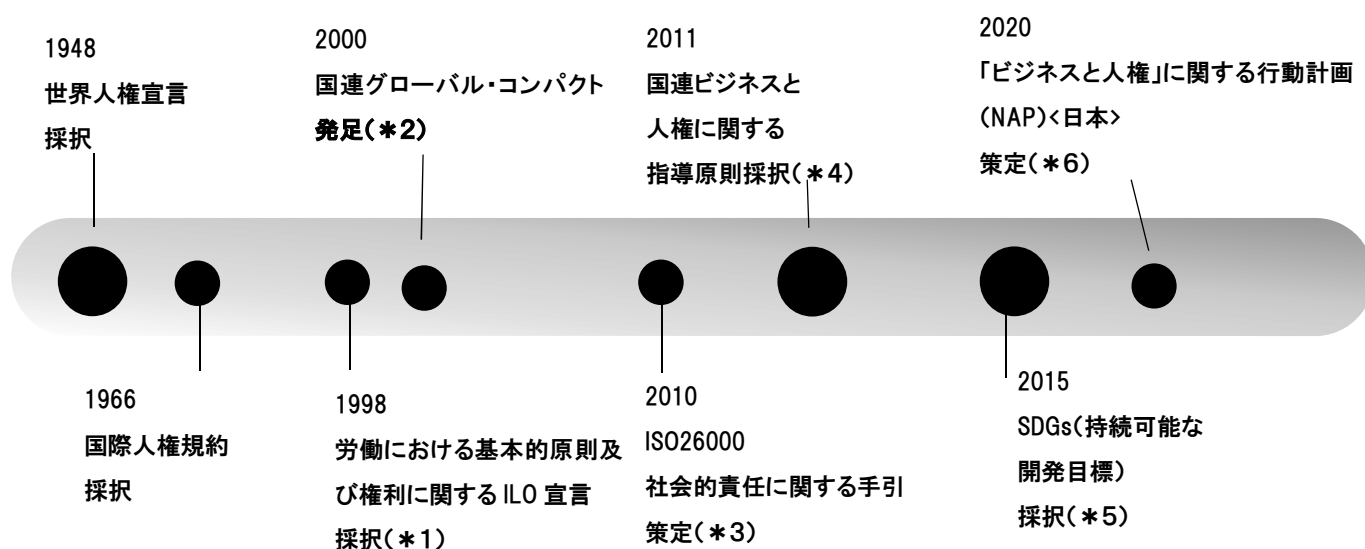 1948
世界人権宣言
採択
2000
国連グローバル・コンパクト
発足(＊2)
2011
国連ビジネスと
人権に関する
指導原則採択(＊4)
2020
「ビジネスと人権」に関する行動計画
(NAP)<日本>
策定(＊6)
1966
国際人権規約
採択
1998
労働における基本的原則及
び権利に関するILO宣言
採択(＊1)
2010
ISO26000
社会的責任に関する手引
策定(＊3)
2015
SDGs(持続可能な
開発目標)
採択(＊5)